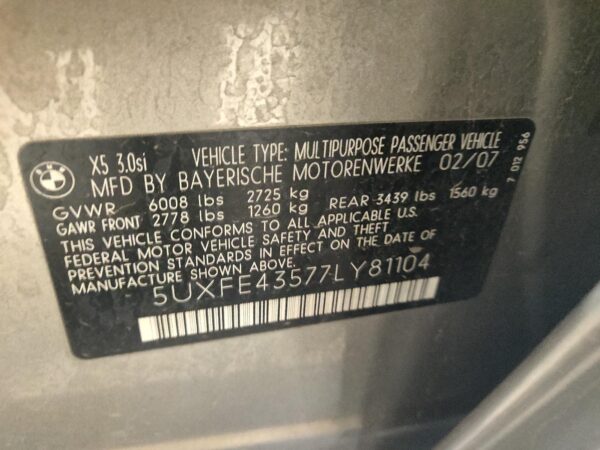 BMW
X5 3.0si VEHICLE TYPE: MULTIPURPOSE PASSENGER VEHICLE
MFD BY BAYERISCHE MOTORENWERKE 02/07
GVWR 6008 lbs 2725 kg
GAWR FRONT 2778 lbs 1260 kg REAR 3439 lbs 1560 kg
THIS VEHICLE CONFORMS TO ALL APPLICABLE U.S.
FEDERAL MOTOR VEHICLE SAFETY AND THEFT
PREVENTION STANDARDS IN EFFECT ON THE DATE OF
MANUFACTURE SHOWN ABOVE.
5UXFE43577LY81104
7 012 956